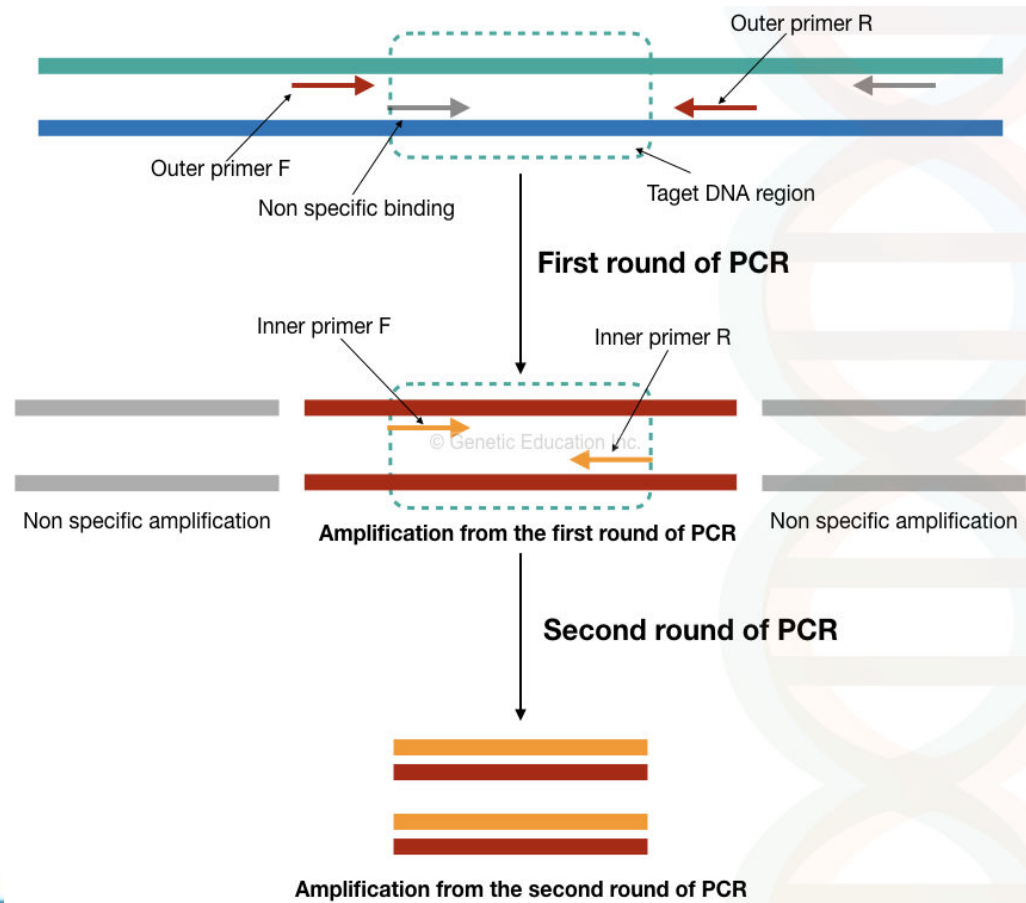 Outer primer R
Outer primer F
Non specific binding
Taget DNA region
First round of PCR
Inner primer F
Inner primer R
© Genetic Education Inc.
Non specific amplification
Amplification from the first round of PCR
Non specific amplification
Second round of PCR
Amplification from the second round of PCR